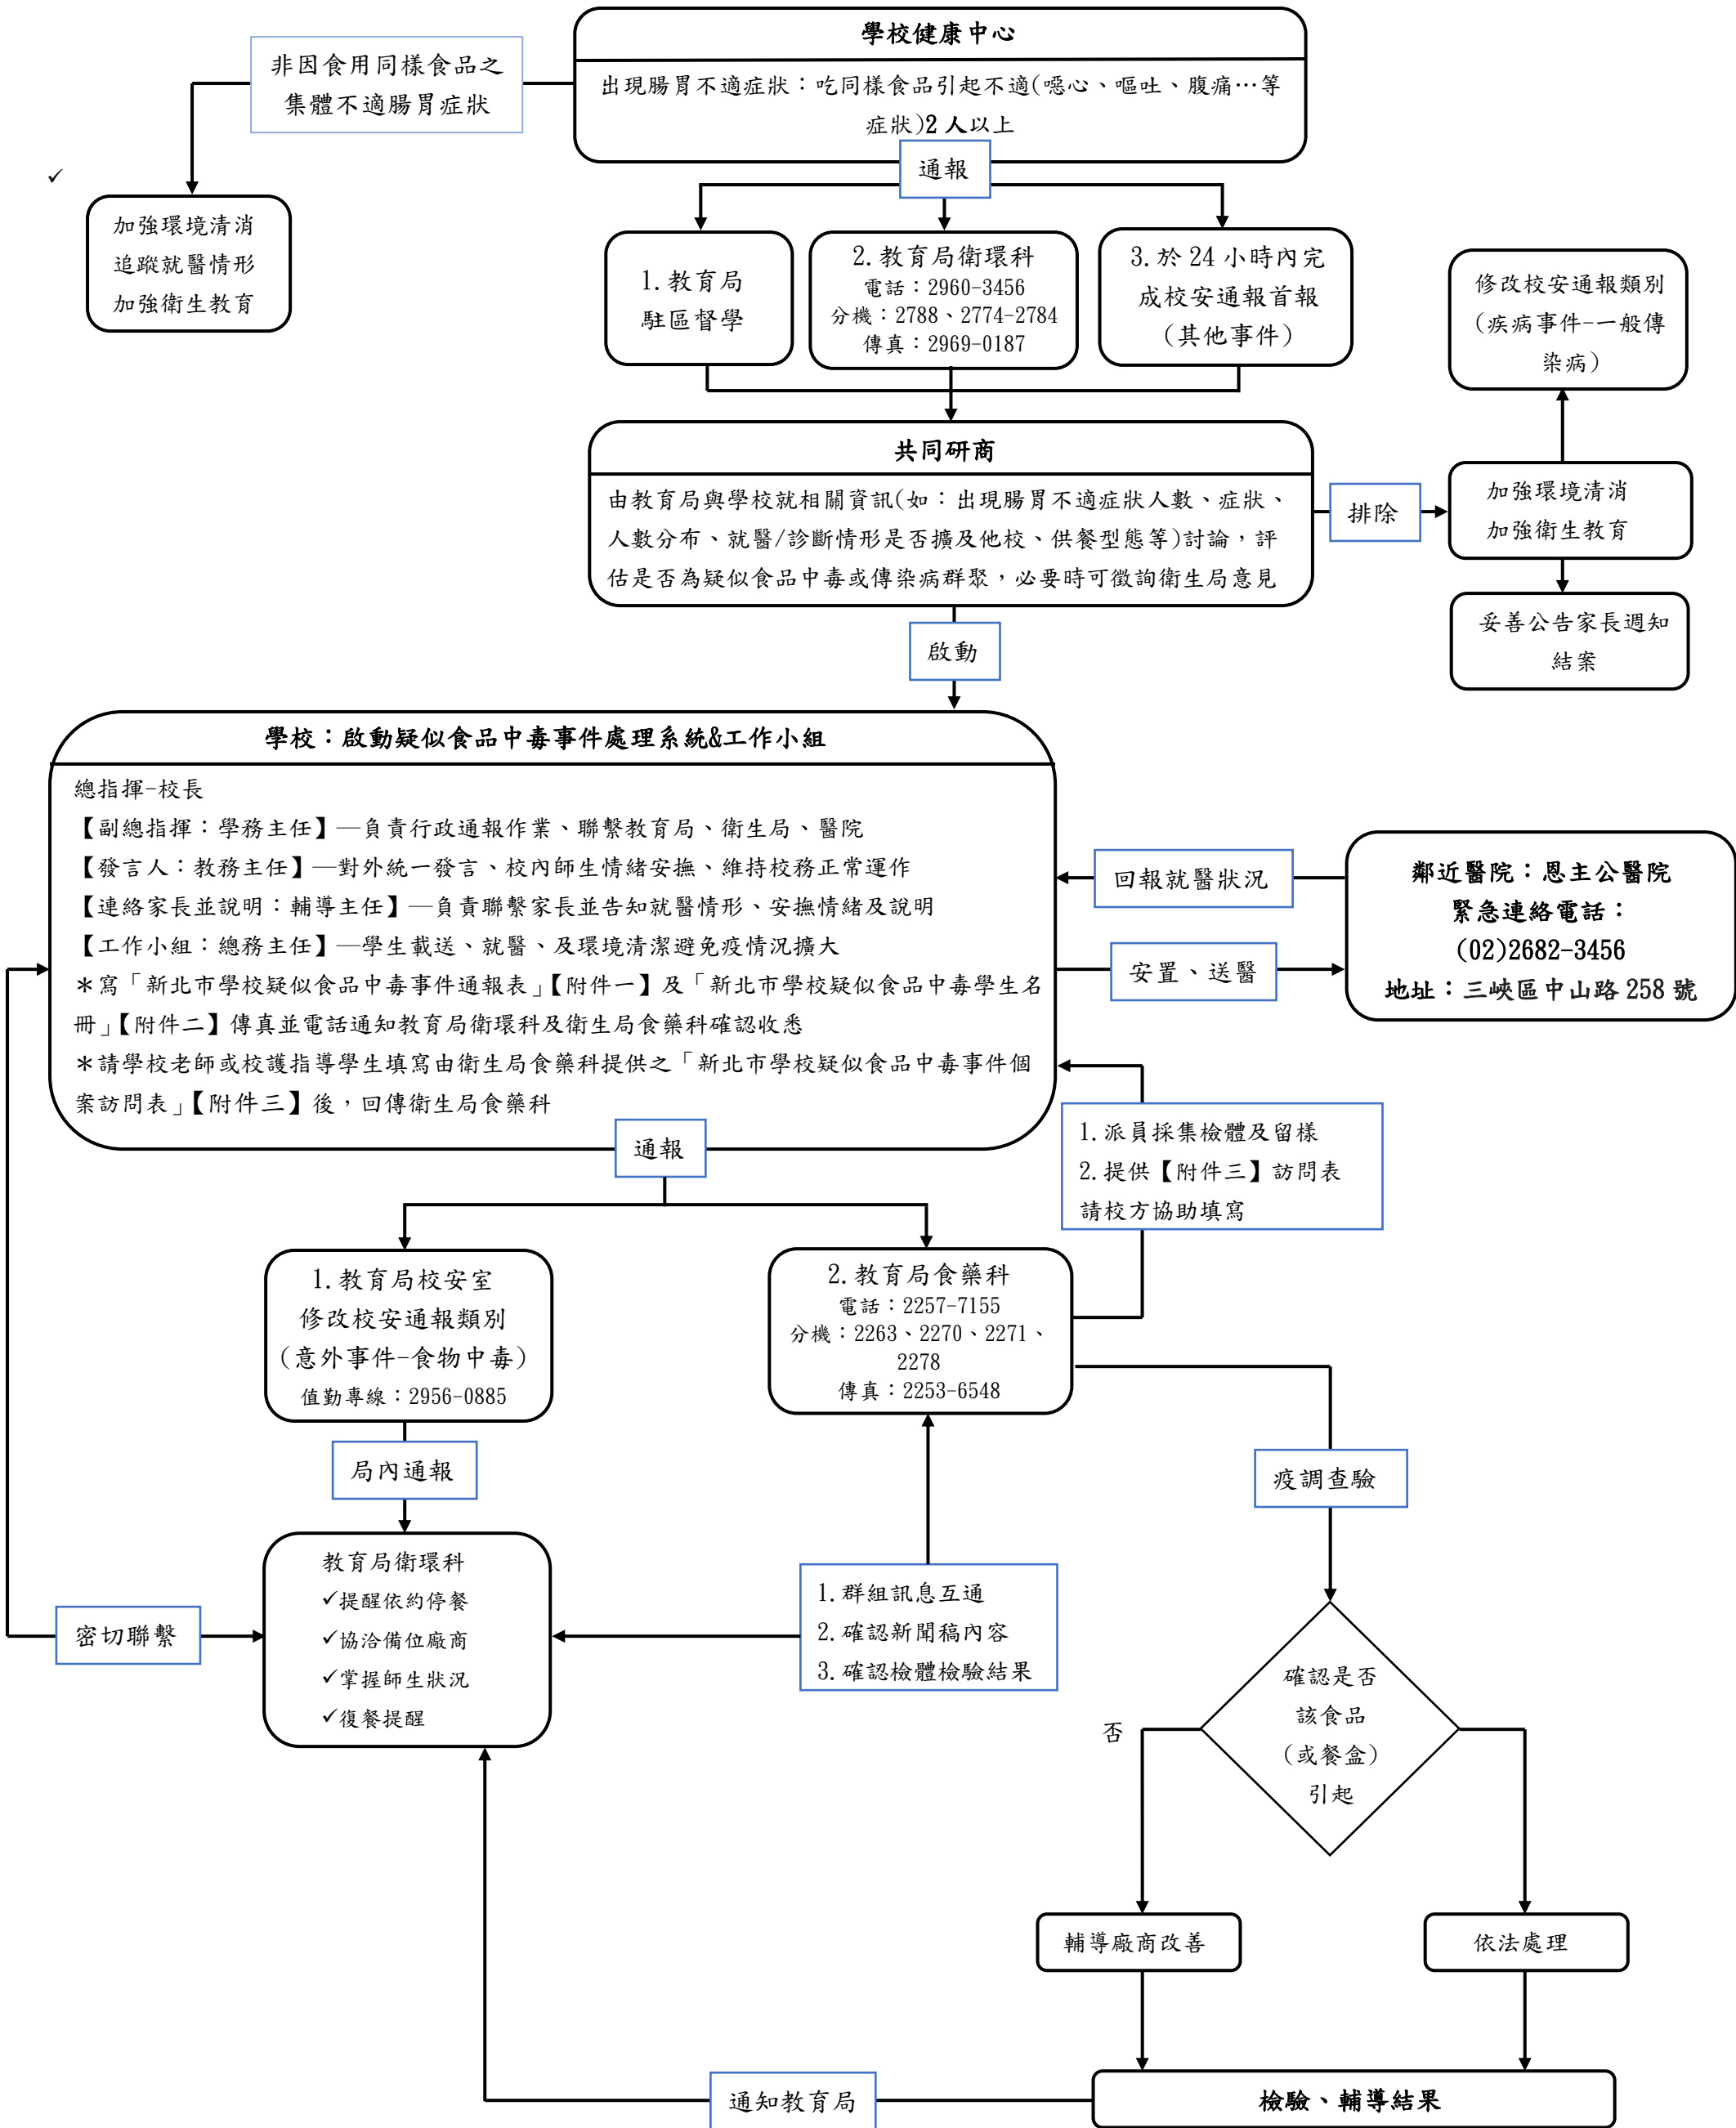 學校健康中心
出現腸胃不適症狀：吃同樣食品引起不適(噁心、嘔吐、腹痛…等
症狀)2 人以上
非因食用同樣食品之
集體不適腸胃症狀
通報
✓
加強環境清消
追蹤就醫情形
加強衛生教育
1.教育局
駐區督學
2.教育局衛環科
電話：2960-3456
分機：2788、2774-2784
傳真：2969-0187
3.於 24 小時內完
成校安通報首報
(其他事件)
修改校安通報類別
(疾病事件-一般傳
染病)
共同研商
由教育局與學校就相關資訊(如：出現腸胃不適症狀人數、症狀、
人數分布、就醫/診斷情形是否擴及他校、供餐型態等)討論，評
估是否為疑似食品中毒或傳染病群聚，必要時可徵詢衛生局意見
排除
加強環境清消
加強衛生教育
妥善公告家長週知
結案
啟動
學校：啟動疑似食品中毒事件處理系統&工作小組
總指揮-校長
【副總指揮：學務主任】—負責行政通報作業、聯繫教育局、衛生局、醫院
【發言人：教務主任】—對外統一發言、校內師生情緒安撫、維持校務正常運作
【連絡家長並說明：輔導主任】—負責聯繫家長並告知就醫情形、安撫情緒及說明
【工作小組：總務主任】—學生載送、就醫、及環境清潔避免疫情況擴大
＊寫「新北市學校疑似食品中毒事件通報表」【附件一】及「新北市學校疑似食品中毒學生名
冊」【附件二】傳真並電話通知教育局衛環科及衛生局食藥科確認收悉
＊請學校老師或校護指導學生填寫由衛生局食藥科提供之「新北市學校疑似食品中毒事件個
案訪問表」【附件三】後，回傳衛生局食藥科
回報就醫狀況
安置、送醫
鄰近醫院：恩主公醫院
緊急連絡電話：
(02)2682-3456
地址：三峽區中山路 258 號
通報
1.派員採集檢體及留樣
2.提供【附件三】訪問表
請校方協助填寫
1.教育局校安室
修改校安通報類別
(意外事件-食物中毒)
值勤專線：2956-0885
2.教育局食藥科
電話：2257-7155
分機：2263、2270、2271、
2278
傳真：2253-6548
局內通報
疫調查驗
教育局衛環科
✓提醒依約停餐
✓協洽備位廠商
✓掌握師生狀況
✓復餐提醒
密切聯繫
1.群組訊息互通
2.確認新聞稿內容
3.確認檢體檢驗結果
確認是否
該食品
(或餐盒)
引起
否
輔導廠商改善
依法處理
通知教育局
檢驗、輔導結果